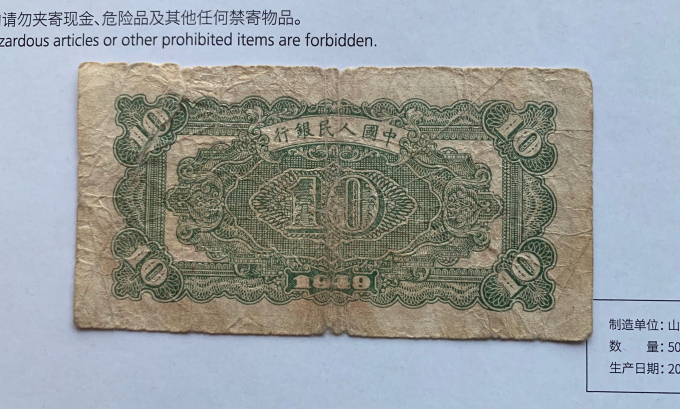 请勿夹寄现金、危险品及其他任何禁寄物品。
zardous articles or other prohibited items are forbidden.
10
10
行銀民人國中
10
10
10
1949
制造单位：山
数 量：50
生产日期：20